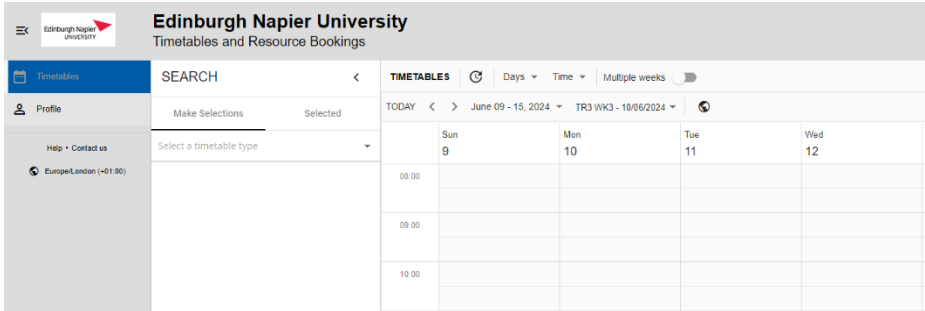 Edinburgh Napier
UNIVERSITY
Edinburgh Napier University
Timetables and Resource Bookings
Timetables
Profile
Help • Contact us
Europe/London (+01:00)
SEARCH
Make Selections
Selected
Select a timetable type
TIMETABLES
Days
Time
Multiple weeks
TODAY
June 09 - 15, 2024
TR3 WK3 - 10/06/2024
Sun
9
Mon
10
Tue
11
Wed
12
08:00
09:00
10:00